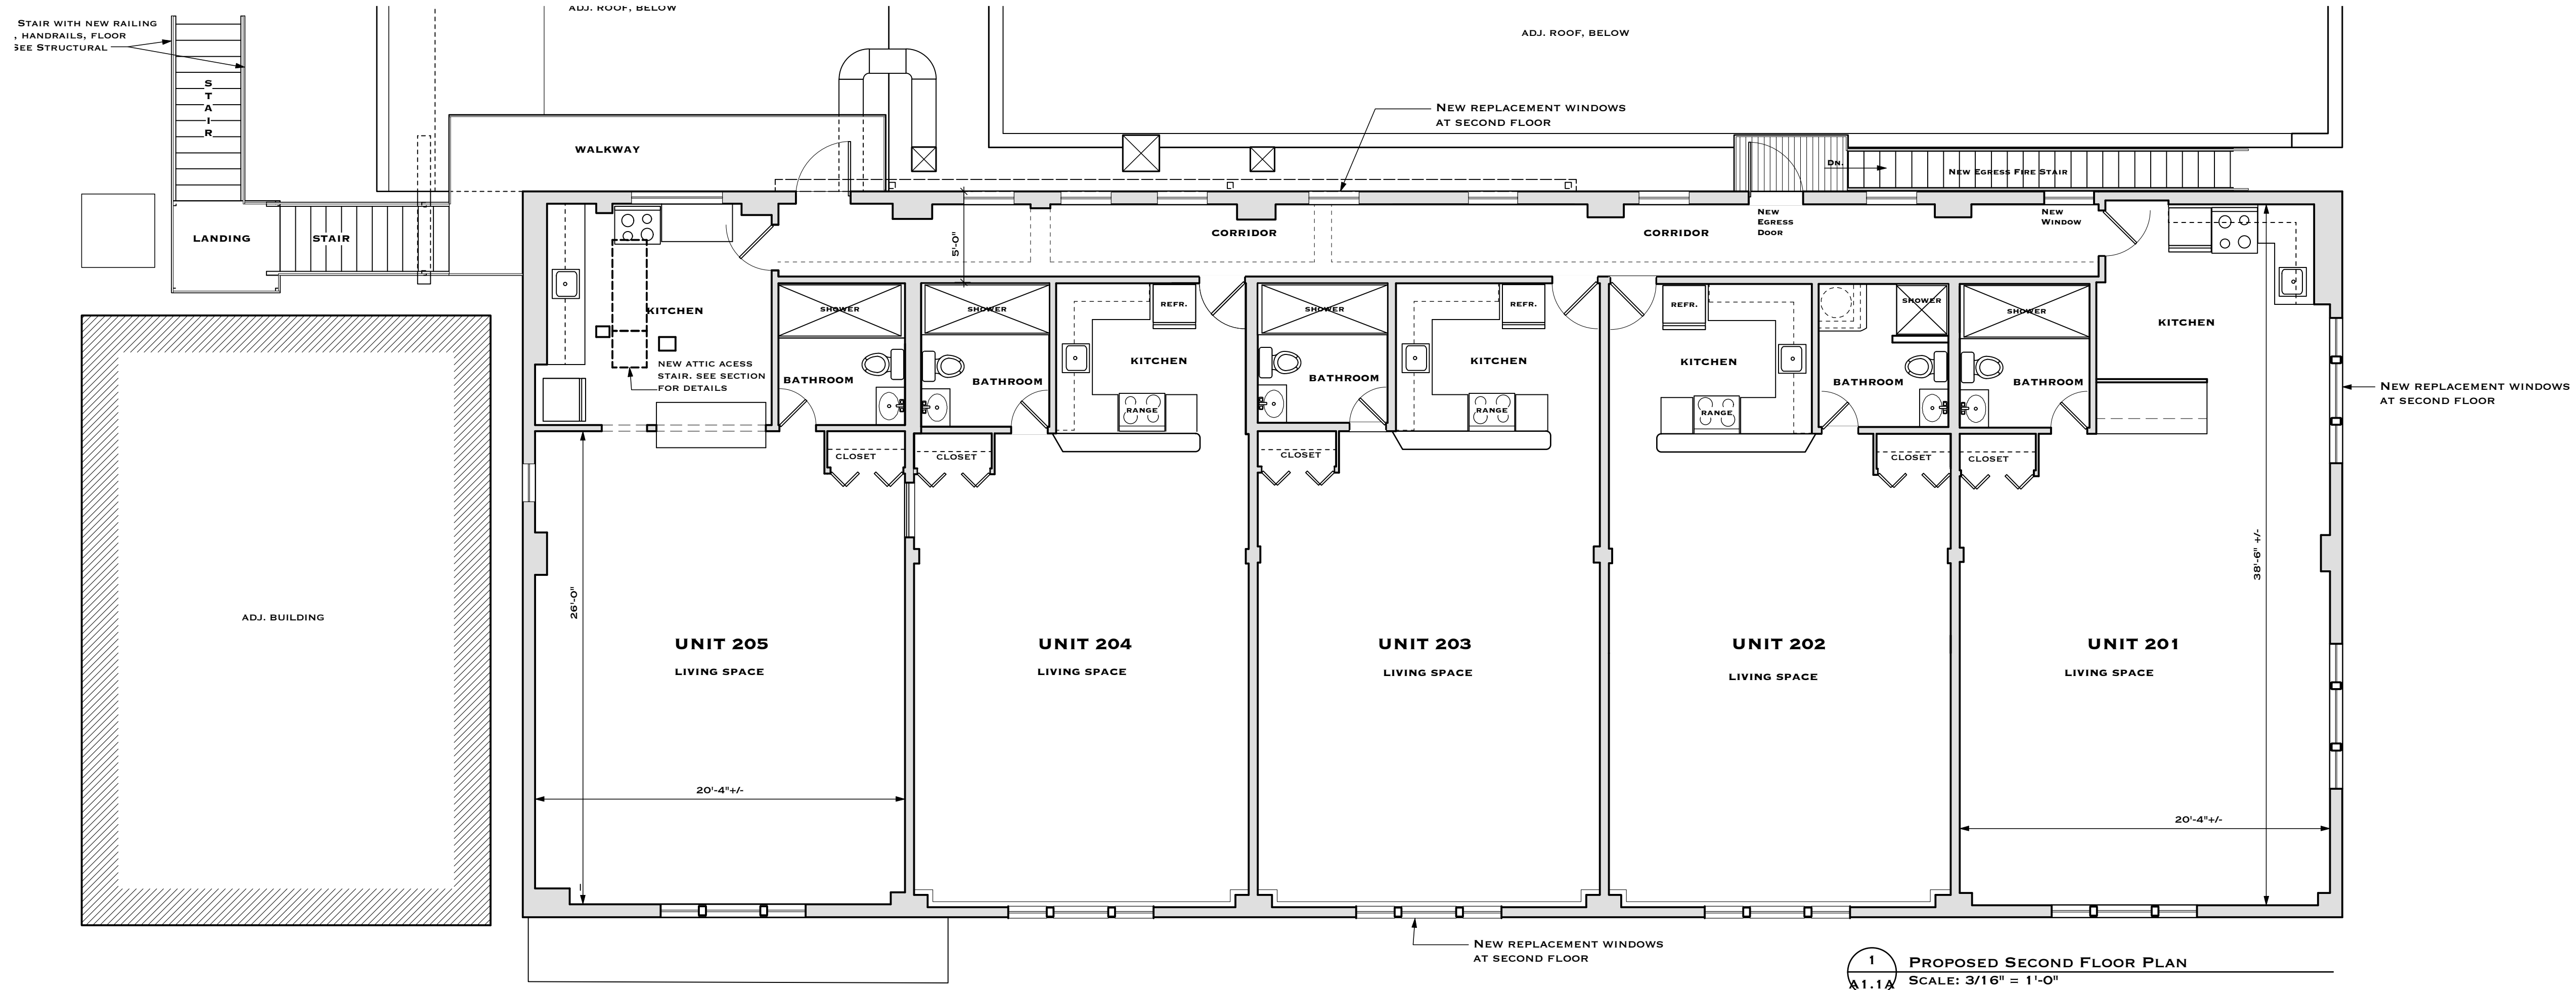 ADJ. ROOF, BELOW
STAIR WITH NEW RAILING
, HANDRAILS, FLOOR
SEE STRUCTURAL
ADJ. ROOF, BELOW
STAIR
NEW REPLACEMENT WINDOWS
AT SECOND FLOOR
WALKWAY
DN.
NEW EGRESS FIRE STAIR
LANDING
STAIR
5'-0"
CORRIDOR
CORRIDOR
NEW
EGRESS
DOOR
NEW
WINDOW
KITCHEN
SHOWER
SHOWER
REFR.
SHOWER
REFR.
REFR.
SHOWER
SHOWER
KITCHEN
NEW ATTIC ACESS
STAIR. SEE SECTION
FOR DETAILS
BATHROOM
BATHROOM
KITCHEN
RANGE
BATHROOM
KITCHEN
RANGE
KITCHEN
RANGE
BATHROOM
BATHROOM
NEW REPLACEMENT WINDOWS
AT SECOND FLOOR
CLOSET
CLOSET
CLOSET
CLOSET
CLOSET
26'-0"
38'-6" +/-
ADJ. BUILDING
UNIT 205
LIVING SPACE
UNIT 204
LIVING SPACE
UNIT 203
LIVING SPACE
UNIT 202
LIVING SPACE
UNIT 201
LIVING SPACE
20'-4"+/-
20'-4"+/-
NEW REPLACEMENT WINDOWS
AT SECOND FLOOR
1
A1.1A
PROPOSED SECOND FLOOR PLAN
SCALE: 3/16" = 1'-0"